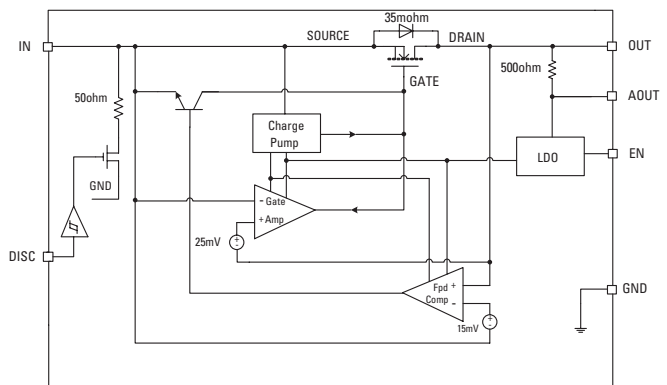 35mohm
IN
SOURCE
DRAIN
OUT
500ohm
GATE
50ohm
AOUT
Charge
Pump
LDO
EN
GND
- Gate
+ Amp
25mV
DISC
Fpd +
Comp -
GND
15mV